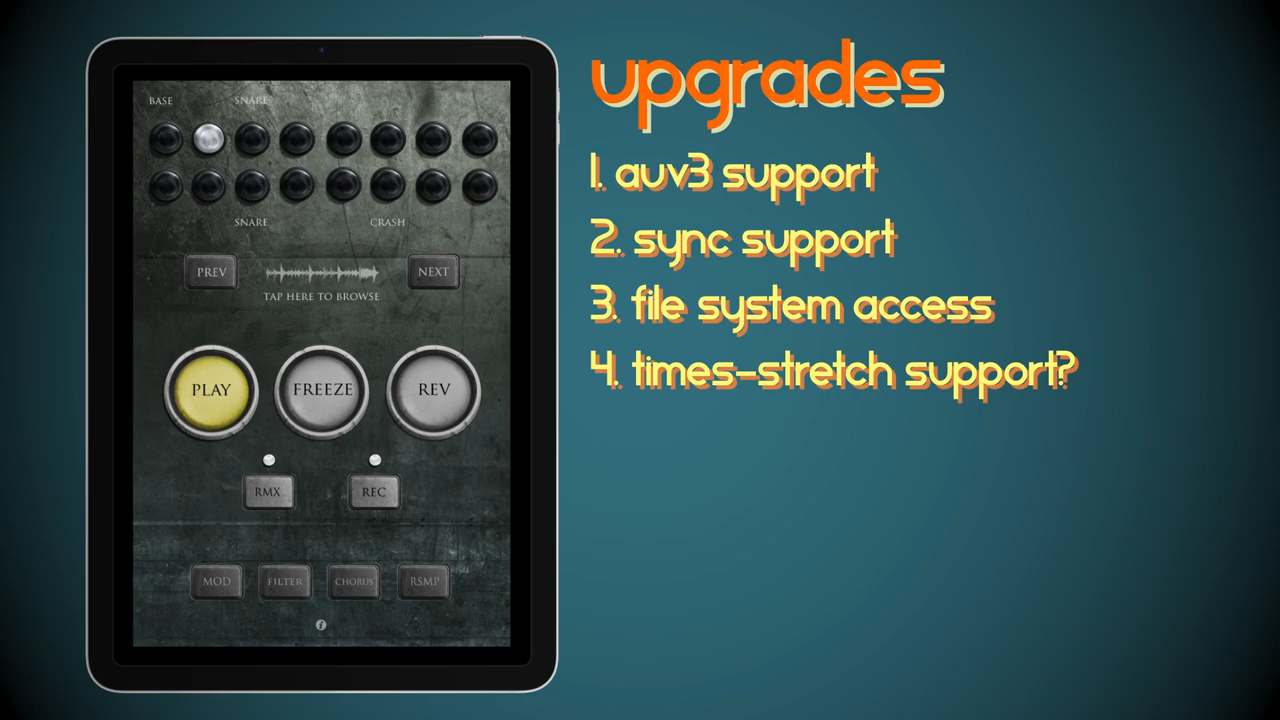 BASE SNARE
SNARE CRASH
PREV NEXT
TAP HERE TO BROWSE
PLAY FREEZE REV
RMX REC
MOD FILTER CHORUS RSMP
i
upgrades
1. auv3 support
2. sync support
3. file system access
4. times-stretch support?